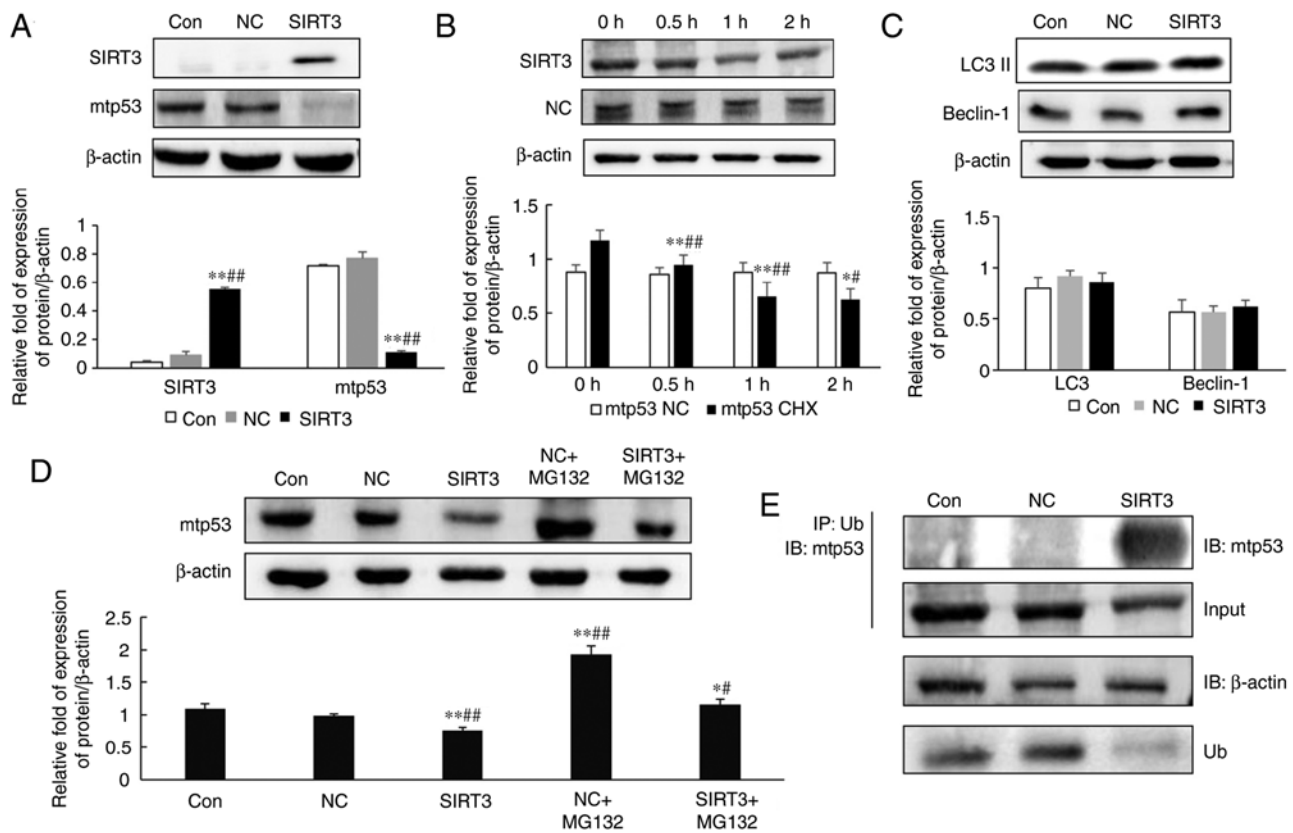 A
Con NC SIRT3
SIRT3
mtp53
β-actin
Relative fold of expression
of protein/β-actin
1
0.8
0.6
0.4
0.2
0
**##
**##
SIRT3 mtp53
Con NC SIRT3
B
0 h 0.5 h 1 h 2 h
SIRT3
NC
β-actin
Relative fold of expression
of protein/β-actin
1.5
1
0.5
0
**##
**##
*#
0 h 0.5 h 1 h 2 h
mtp53 NC mtp53 CHX
C
Con NC SIRT3
LC3 II
Beclin-1
β-actin
Relative fold of expression
of protein/β-actin
1.5
1
0.5
0
LC3 Beclin-1
Con NC SIRT3
D
Con NC SIRT3 NC+ SIRT3+
MG132 MG132
mtp53
β-actin
Relative fold of expression
of protein/β-actin
2.5
2
1.5
1
0.5
0
**##
**##
*#
Con NC SIRT3 NC+ SIRT3+
MG132 MG132
E
Con NC SIRT3
IP: Ub
IB: mtp53
IB: mtp53
Input
IB: β-actin
Ub